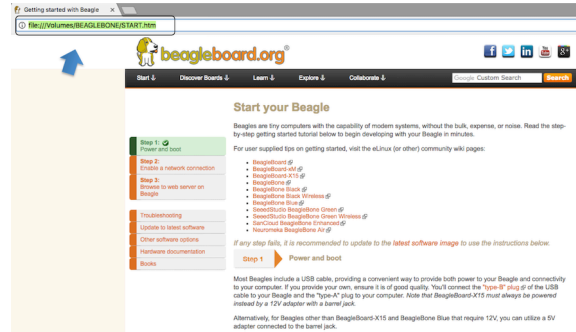 Getting started with Beagle
file:///Volumes/BEAGLEBONE/START.htm
beagleboard.org®
Start
Discover Boards
Learn
Explore
Collaborate
Google Custom Search
Search
Start your Beagle
Beagles are tiny computers with the capability of modern systems, without the bulk, expense, or noise. Read the step-
by-step getting started tutorial below to begin developing with your Beagle in minutes.
For user supplied tips on getting started, visit the eLinux (or other) community wiki pages:
BeagleBoard
BeagleBoard-xM
BeagleBoard-X15
BeagleBone
BeagleBone Black
BeagleBone Black Wireless
BeagleBone Blue
SeeedStudio BeagleBone Green
SeeedStudio BeagleBone Green Wireless
SanCloud BeagleBone Enhanced
Neuromeka BeagleBone Air
Step 1:
Power and boot
Step 2:
Enable a network connection
Step 3:
Browse to web server on
Beagle
Troubleshooting
Update to latest software
Other software options
Hardware documentation
Books
If any step fails, it is recommended to update to the latest software image to use the instructions below.
Step 1
Power and boot
Most Beagles include a USB cable, providing a convenient way to provide both power to your Beagle and connectivity
to your computer. If you provide your own, ensure it is of good quality. You'll connect the "type-B" plug of the USB
cable to your Beagle and the "type-A" plug to your computer. Note that BeagleBoard-X15 must always be powered
instead by a 12V adapter with a barrel jack.
Alternatively, for Beagles other than BeagleBoard-X15 and BeagleBone Blue that require 12V, you can utilize a 5V
adapter connected to the barrel jack.